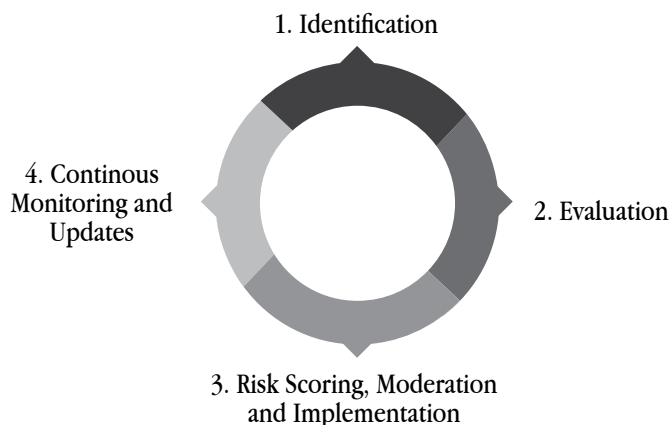 1. Identification
2. Evaluation
3. Risk Scoring, Moderation
and Implementation
4. Continous
Monitoring and
Updates